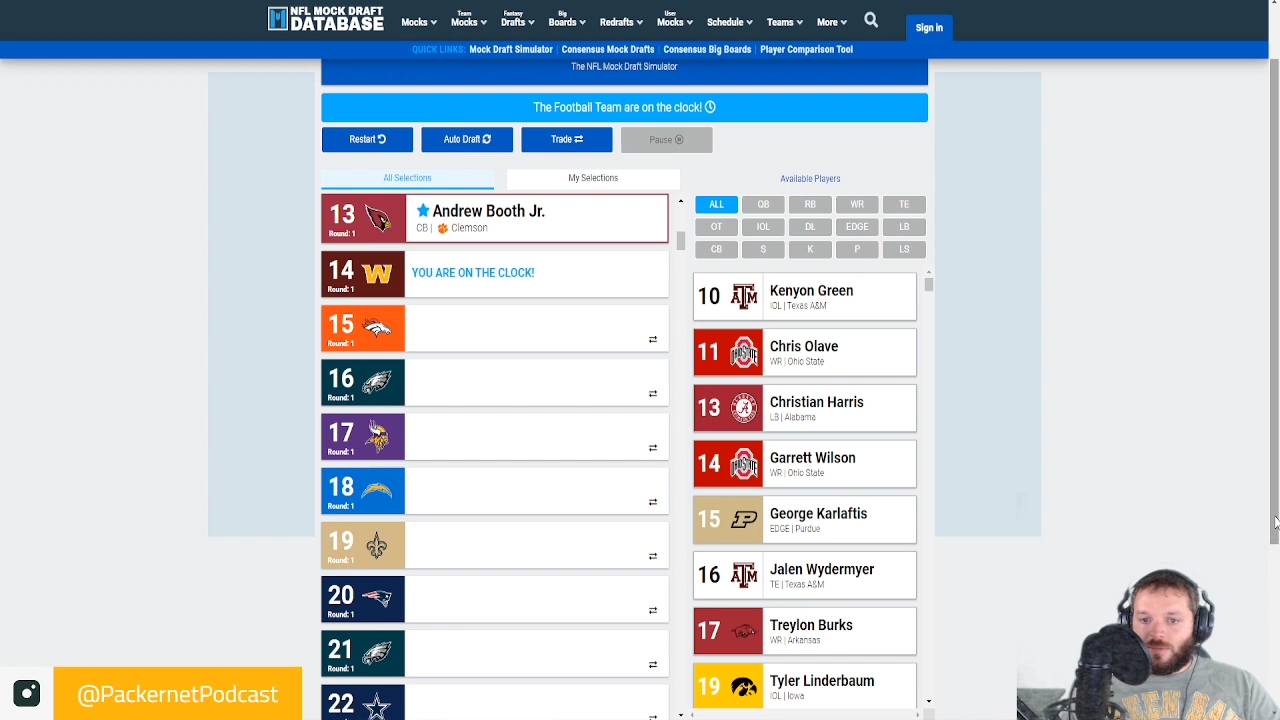 NFL MOCK DRAFT
DATABASE
Mocks
Team
Mocks
Fantasy
Drafts
Big
Boards
Redrafts
User
Mocks
Schedule
Teams
More
Sign in
QUICK LINKS: Mock Draft Simulator Consensus Mock Drafts Consensus Big Boards Player Comparison Tool
The NFL Mock Draft Simulator
The Football Team are on the clock!
Restart Auto Draft Trade Pause
All Selections My Selections Available Players
ALL QB RB WR TE
OT IOL DL EDGE LB
CB S K P LS
13 Andrew Booth Jr.
Round: 1 CB | Clemson
14 W YOU ARE ON THE CLOCK!
Round: 1
15
Round: 1
16
Round: 1
17
Round: 1
18
Round: 1
19
Round: 1
20
Round: 1
21
Round: 1
22
10 ATM Kenyon Green
IOL | Texas A&M
11 OHIO STATE Chris Olave
WR | Ohio State
13 Christian Harris
LB | Alabama
14 OHIO STATE Garrett Wilson
WR | Ohio State
15 P George Karlaftis
EDGE | Purdue
16 ATM Jalen Wydermyer
TE | Texas A&M
17 Treylon Burks
WR | Arkansas
19 Tyler Linderbaum
IOL | Iowa
@PackernetPodcast